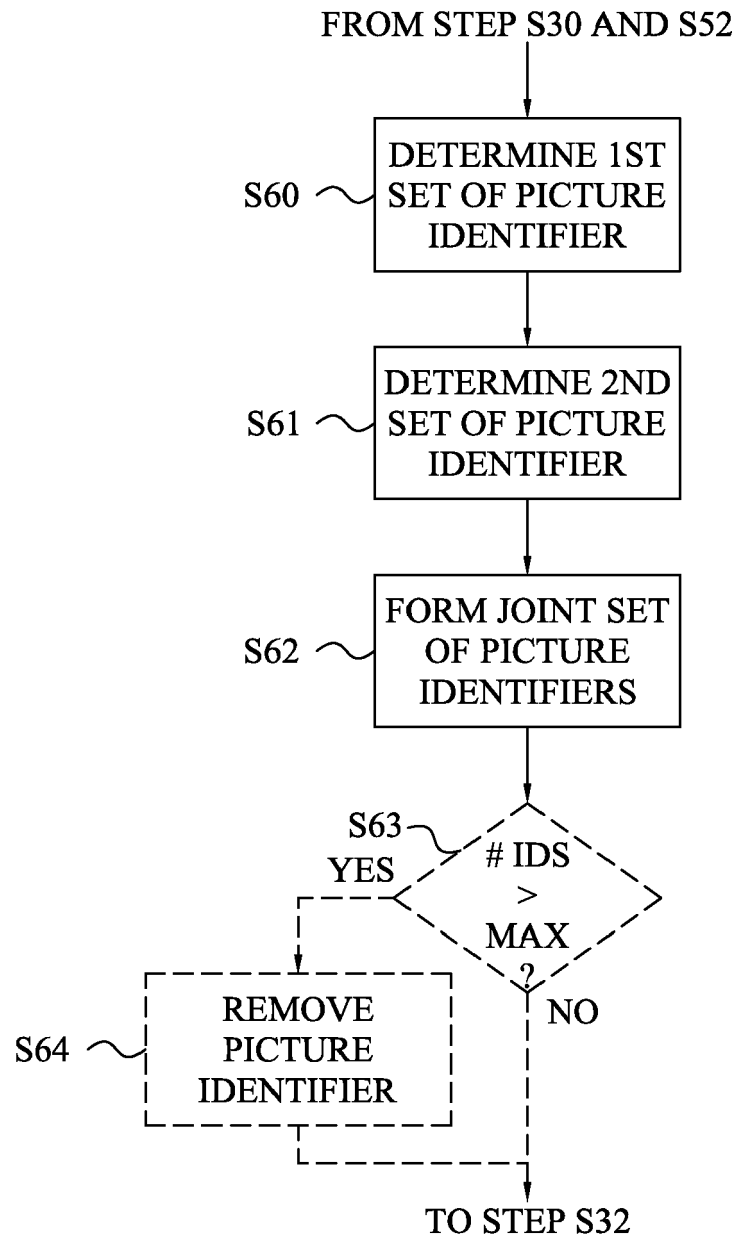 FROM STEP S30 AND S52
DETERMINE 1ST
SET OF PICTURE
IDENTIFIER
S60
DETERMINE 2ND
SET OF PICTURE
IDENTIFIER
S61
FORM JOINT SET
OF PICTURE
IDENTIFIERS
S62
S63
# IDS
>
MAX
?
YES
NO
REMOVE
PICTURE
IDENTIFIER
S64
TO STEP S32